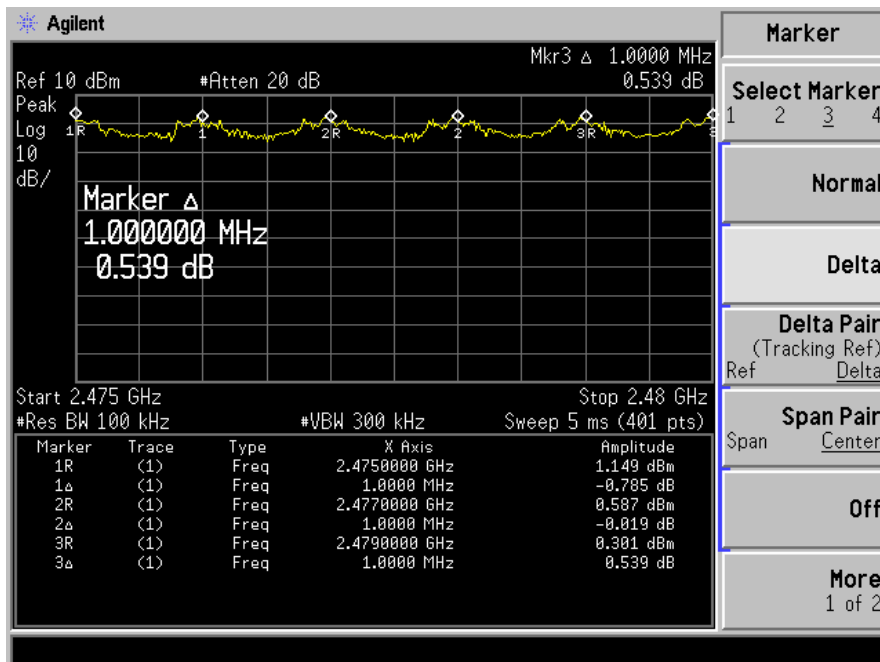 Agilent
Mkr3 Δ 1.0000 MHz
Ref 10 dBm #Atten 20 dB 0.539 dB
Peak
Log
10
dB/
1R 1 2R 2 3R 3
Marker Δ
1.000000 MHz
0.539 dB
Start 2.475 GHz Stop 2.48 GHz
#Res BW 100 kHz #VBW 300 kHz Sweep 5 ms (401 pts)
Marker Trace Type X Axis Amplitude
1R (1) Freq 2.4750000 GHz 1.149 dBm
1Δ (1) Freq 1.0000 MHz -0.785 dB
2R (1) Freq 2.4770000 GHz 0.587 dBm
2Δ (1) Freq 1.0000 MHz -0.019 dB
3R (1) Freq 2.4790000 GHz 0.301 dBm
3Δ (1) Freq 1.0000 MHz 0.539 dB
Marker
Select Marker
1 2 3 4
Normal
Delta
Delta Pair
(Tracking Ref)
Ref Delta
Span Pair
Span Center
Off
More
1 of 2